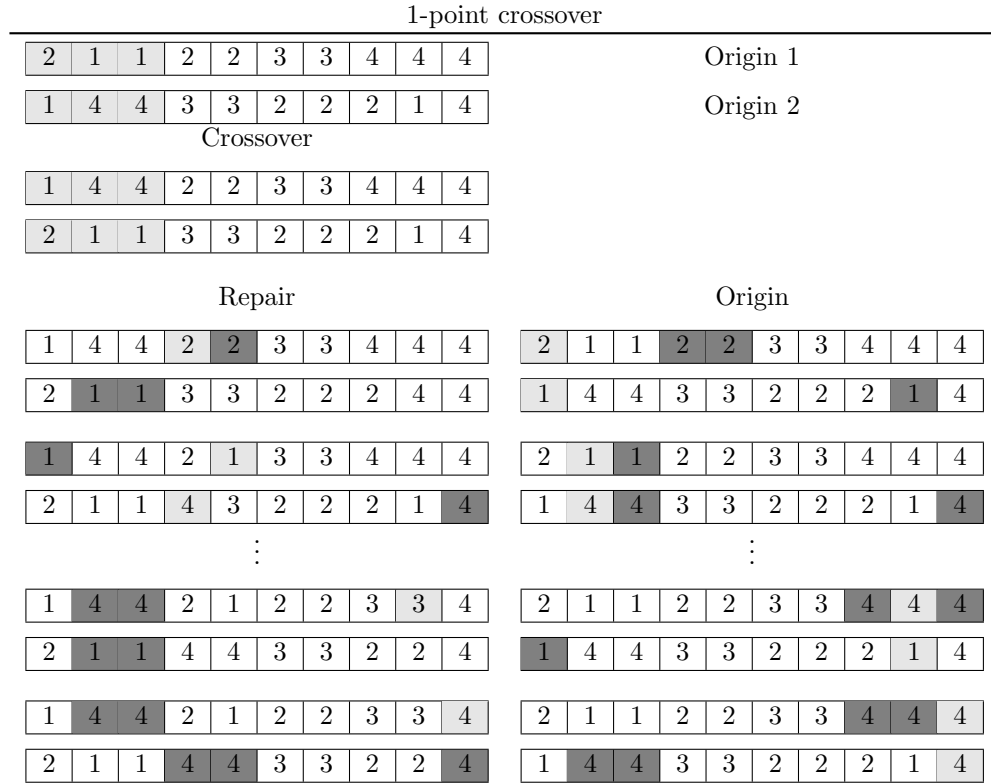 1-point crossover
2 1 1 2 2 3 3 4 4 4 Origin 1
1 4 4 3 3 2 2 2 1 4 Origin 2
Crossover
1 4 4 2 2 3 3 4 4 4
2 1 1 3 3 2 2 2 1 4
Repair Origin
1 4 4 2 2 3 3 4 4 4 2 1 1 2 2 3 3 4 4 4
2 1 1 3 3 2 2 2 4 4 1 4 4 3 3 2 2 2 1 4
1 4 4 2 1 3 3 4 4 4 2 1 1 2 2 3 3 4 4 4
2 1 1 4 3 2 2 2 1 4 1 4 4 3 3 2 2 2 1 4
⋮ ⋮
1 4 4 2 1 2 2 3 3 4 2 1 1 2 2 3 3 4 4 4
2 1 1 4 4 3 3 2 2 4 1 4 4 3 3 2 2 2 1 4
1 4 4 2 1 2 2 3 3 4 2 1 1 2 2 3 3 4 4 4
2 1 1 4 4 3 3 2 2 4 1 4 4 3 3 2 2 2 1 4